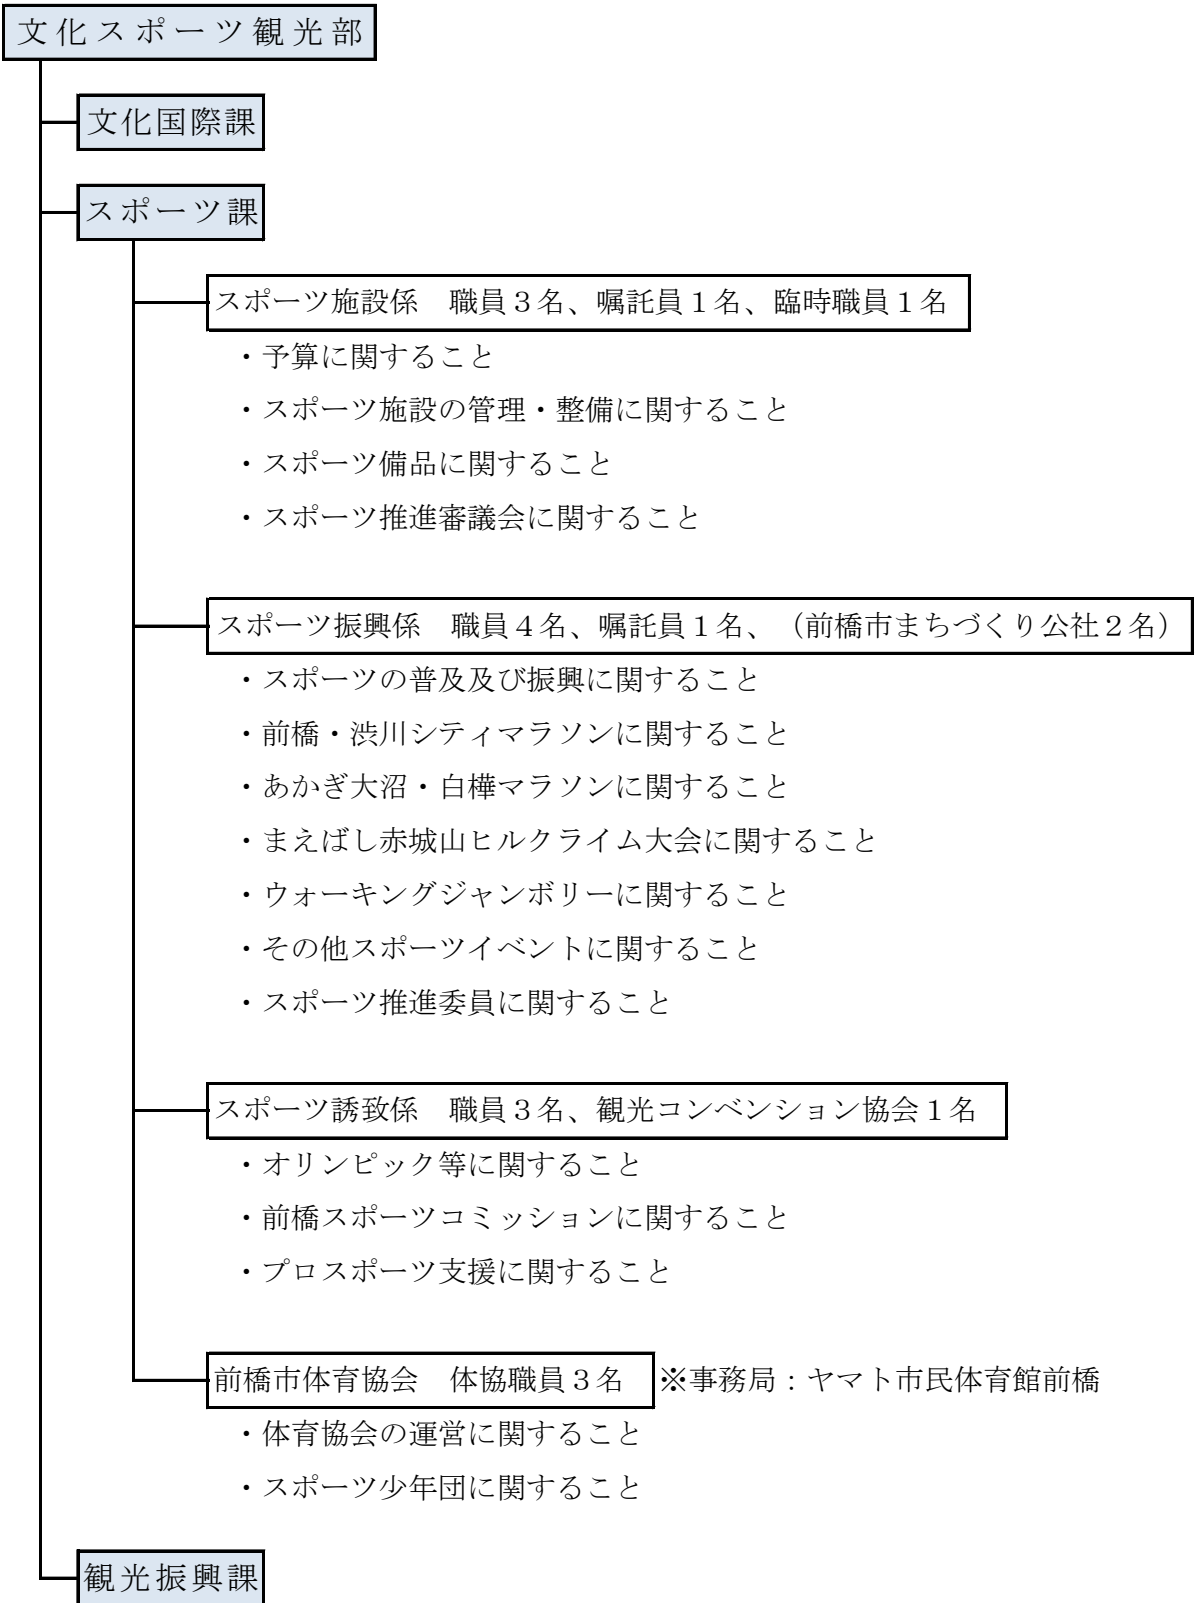 文化スポーツ観光部
文化国際課
スポーツ課
スポーツ施設係　職員３名、嘱託員１名、臨時職員１名
・予算に関すること
・スポーツ施設の管理・整備に関すること
・スポーツ備品に関すること
・スポーツ推進審議会に関すること
スポーツ振興係　職員４名、嘱託員１名、（前橋市まちづくり公社２名）
・スポーツの普及及び振興に関すること
・前橋・渋川シティマラソンに関すること
・あかぎ大沼・白樺マラソンに関すること
・まえばし赤城山ヒルクライム大会に関すること
・ウォーキングジャンボリーに関すること
・その他スポーツイベントに関すること
・スポーツ推進委員に関すること
スポーツ誘致係　職員３名、観光コンベンション協会１名
・オリンピック等に関すること
・前橋スポーツコミッションに関すること
・プロスポーツ支援に関すること
前橋市体育協会　体協職員３名　※事務局：ヤマト市民体育館前橋
・体育協会の運営に関すること
・スポーツ少年団に関すること
観光振興課